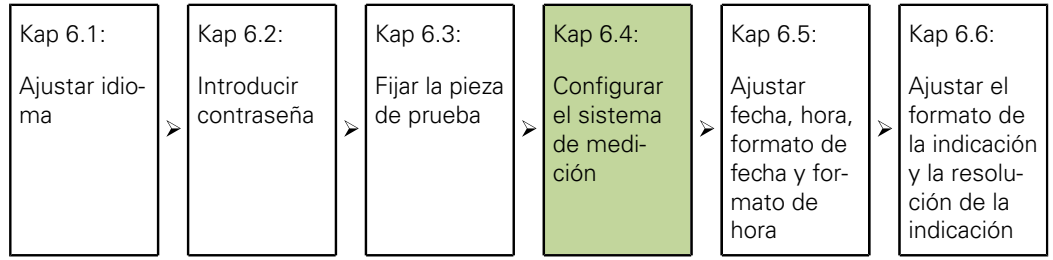 Kap 6.1:
Ajustar idio-
ma
Kap 6.2:
Introducir
contraseña
Kap 6.3:
Fijar la pieza
de prueba
Kap 6.4:
Configurar
el sistema
de medi-
ción
Kap 6.5:
Ajustar
fecha, hora,
formato de
fecha y for-
mato de
hora
Kap 6.6:
Ajustar el
formato de
la indicación
y la resolu-
ción de la
indicación